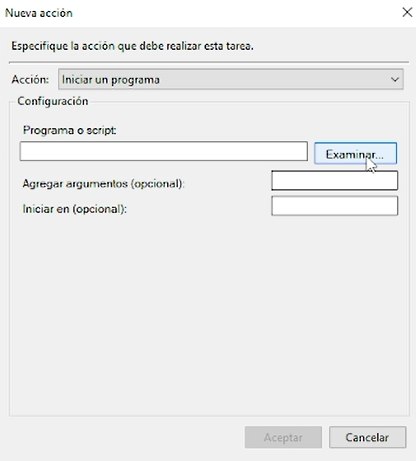 Nueva acción
Especifique la acción que debe realizar esta tarea.
Acción: Iniciar un programa
Configuración
Programa o script:
Examinar...
Agregar argumentos (opcional):
Iniciar en (opcional):
Aceptar Cancelar